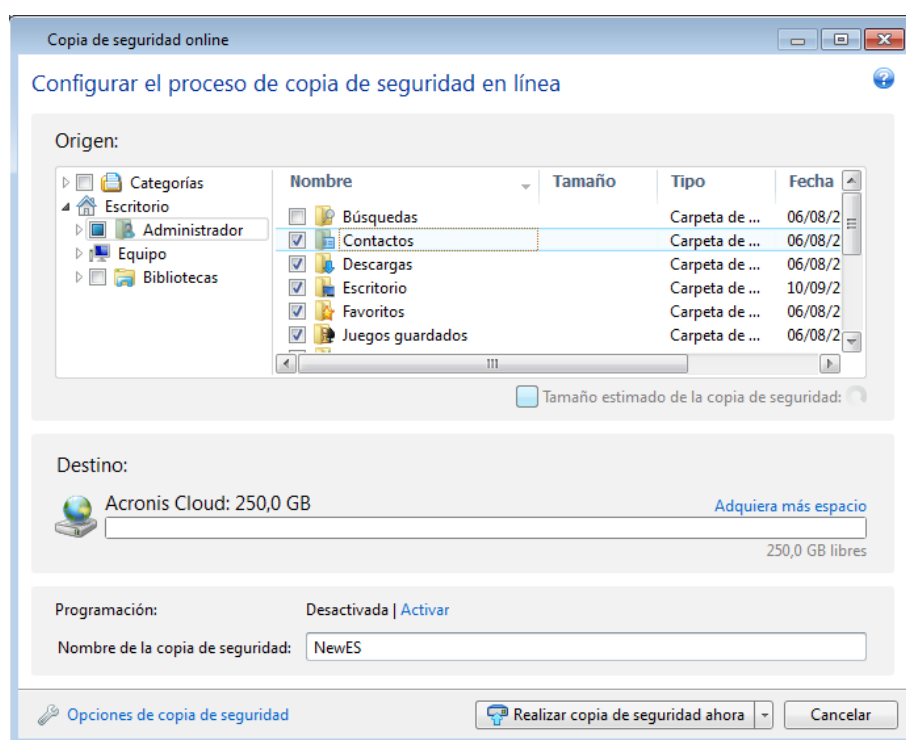 Copia de seguridad online
Configurar el proceso de copia de seguridad en línea
Origen:
Categorías
Escritorio
Administrador
Equipo
Bibliotecas
Nombre Tamaño Tipo Fecha
Búsquedas Carpeta de ... 06/08/2
Contactos Carpeta de ... 06/08/2
Descargas Carpeta de ... 06/08/2
Escritorio Carpeta de ... 10/09/2
Favoritos Carpeta de ... 06/08/2
Juegos guardados Carpeta de ... 06/08/2
Tamaño estimado de la copia de seguridad:
Destino:
Acronis Cloud: 250,0 GB
Adquiera más espacio
250,0 GB libres
Programación: Desactivada | Activar
Nombre de la copia de seguridad: NewES
Opciones de copia de seguridad
Realizar copia de seguridad ahora
Cancelar